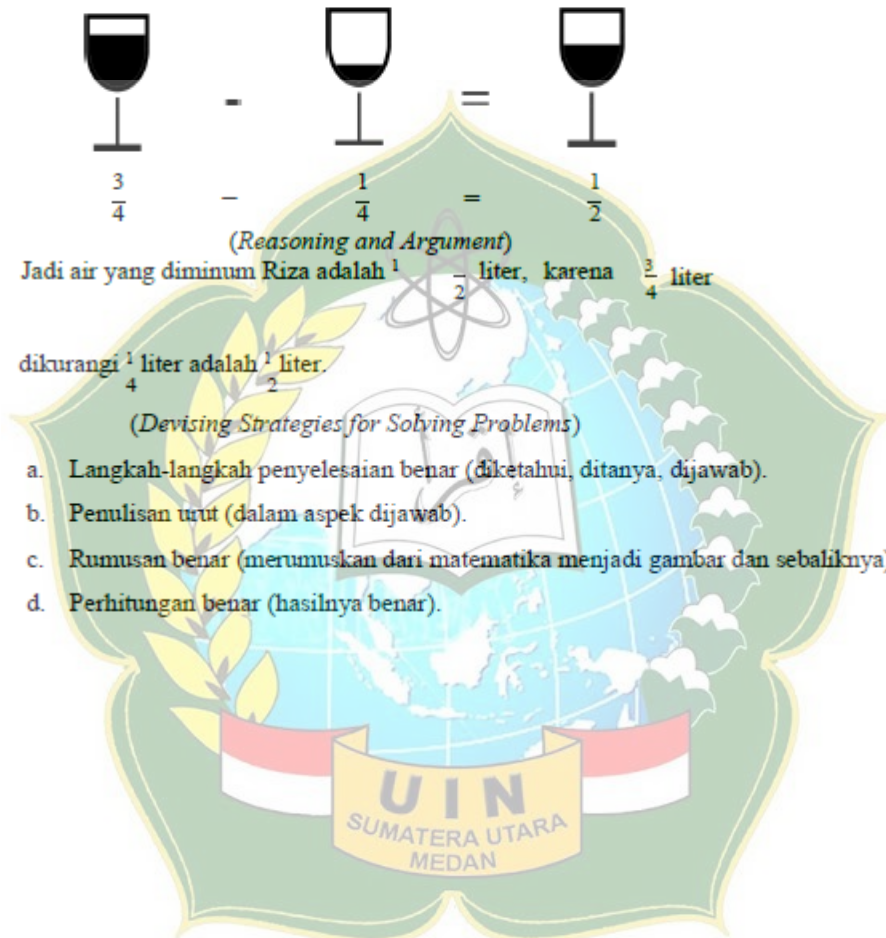 - =
3/4 – 1/4 = 1/2
(Reasoning and Argument)
Jadi air yang diminum Riza adalah 1/2 liter, karena 3/4 liter
dikurangi 1/4 liter adalah 1/2 liter.
(Devising Strategies for Solving Problems)
a. Langkah-langkah penyelesaian benar (diketahui, ditanya, dijawab).
b. Penulisan urut (dalam aspek dijawab).
c. Rumusan benar (merumuskan dari matematika menjadi gambar dan sebaliknya)
d. Perhitungan benar (hasilnya benar).
UIN
SUMATERA UTARA
MEDAN